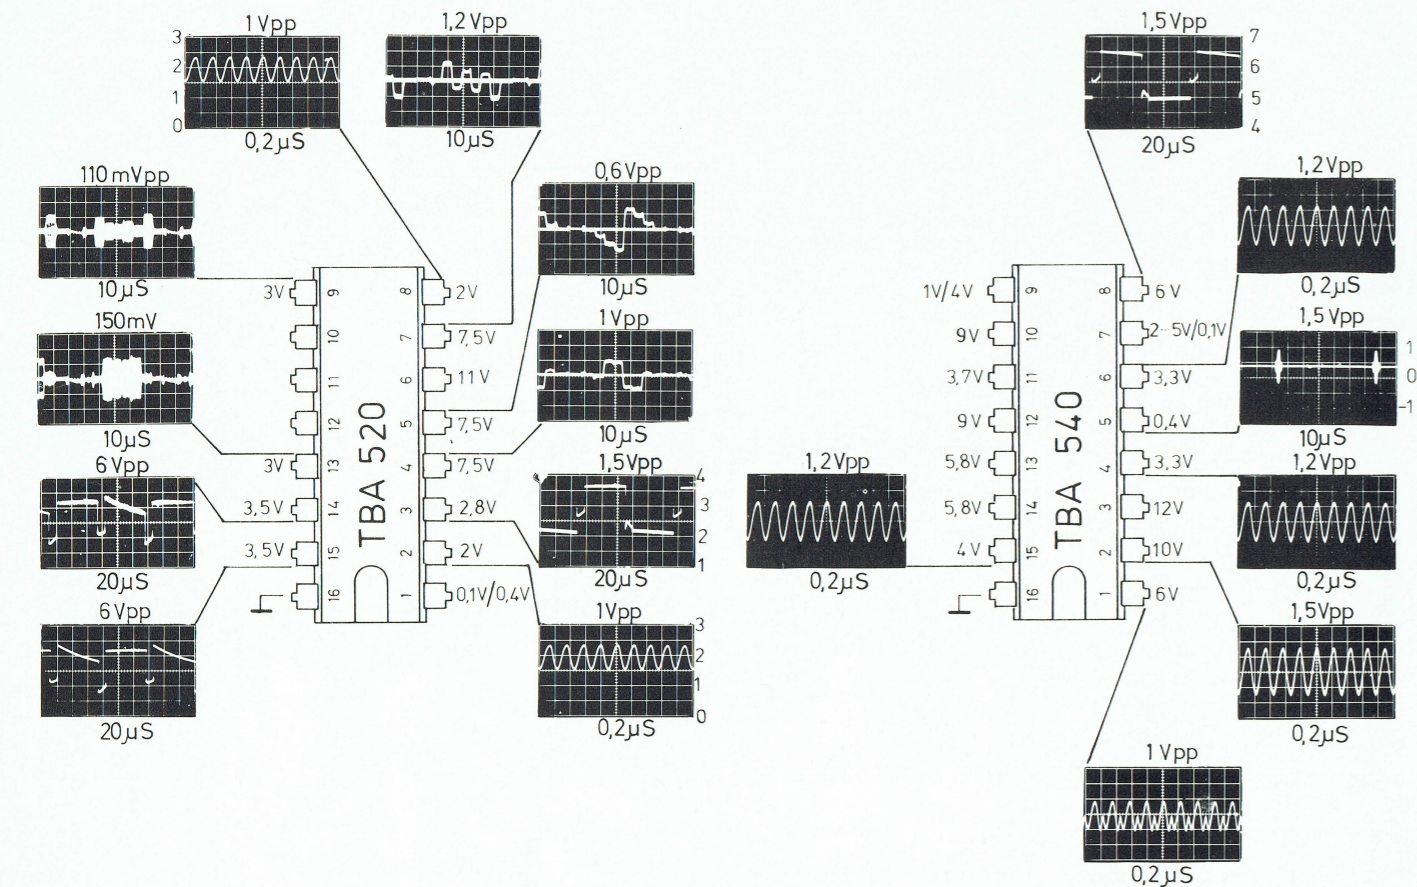 1 Vpp
3
2
1
0
0,2µS
1,2 Vpp
10µS
110 mVpp
10µS
0,6 Vpp
10µS
150mV
10µS
1 Vpp
10µS
6 Vpp
20µS
1,5 Vpp
4
3
2
1
20µS
6 Vpp
20µS
1 Vpp
3
2
1
0
0,2µS
TBA 520
3V 9
10
11
12
3V 13
3,5V 14
3,5V 15
16
8 2V
7 7,5V
6 11V
5 7,5V
4 7,5V
3 2,8V
2 2V
1 0,1V/0,4V
1,5 Vpp
7
6
5
4
20µS
1,2 Vpp
0,2µS
1,5 Vpp
1
0
-1
10µS
1,2 Vpp
0,2µS
1,2 Vpp
0,2µS
1,5 Vpp
0,2µS
1 Vpp
0,2µS
TBA 540
1V/4V 9
9V 10
3,7V 11
9V 12
5,8V 13
5,8V 14
4V 15
16
8 6V
7 2--5V/0,1V
6 3,3V
5 0,4V
4 3,3V
3 12V
2 10V
1 6V